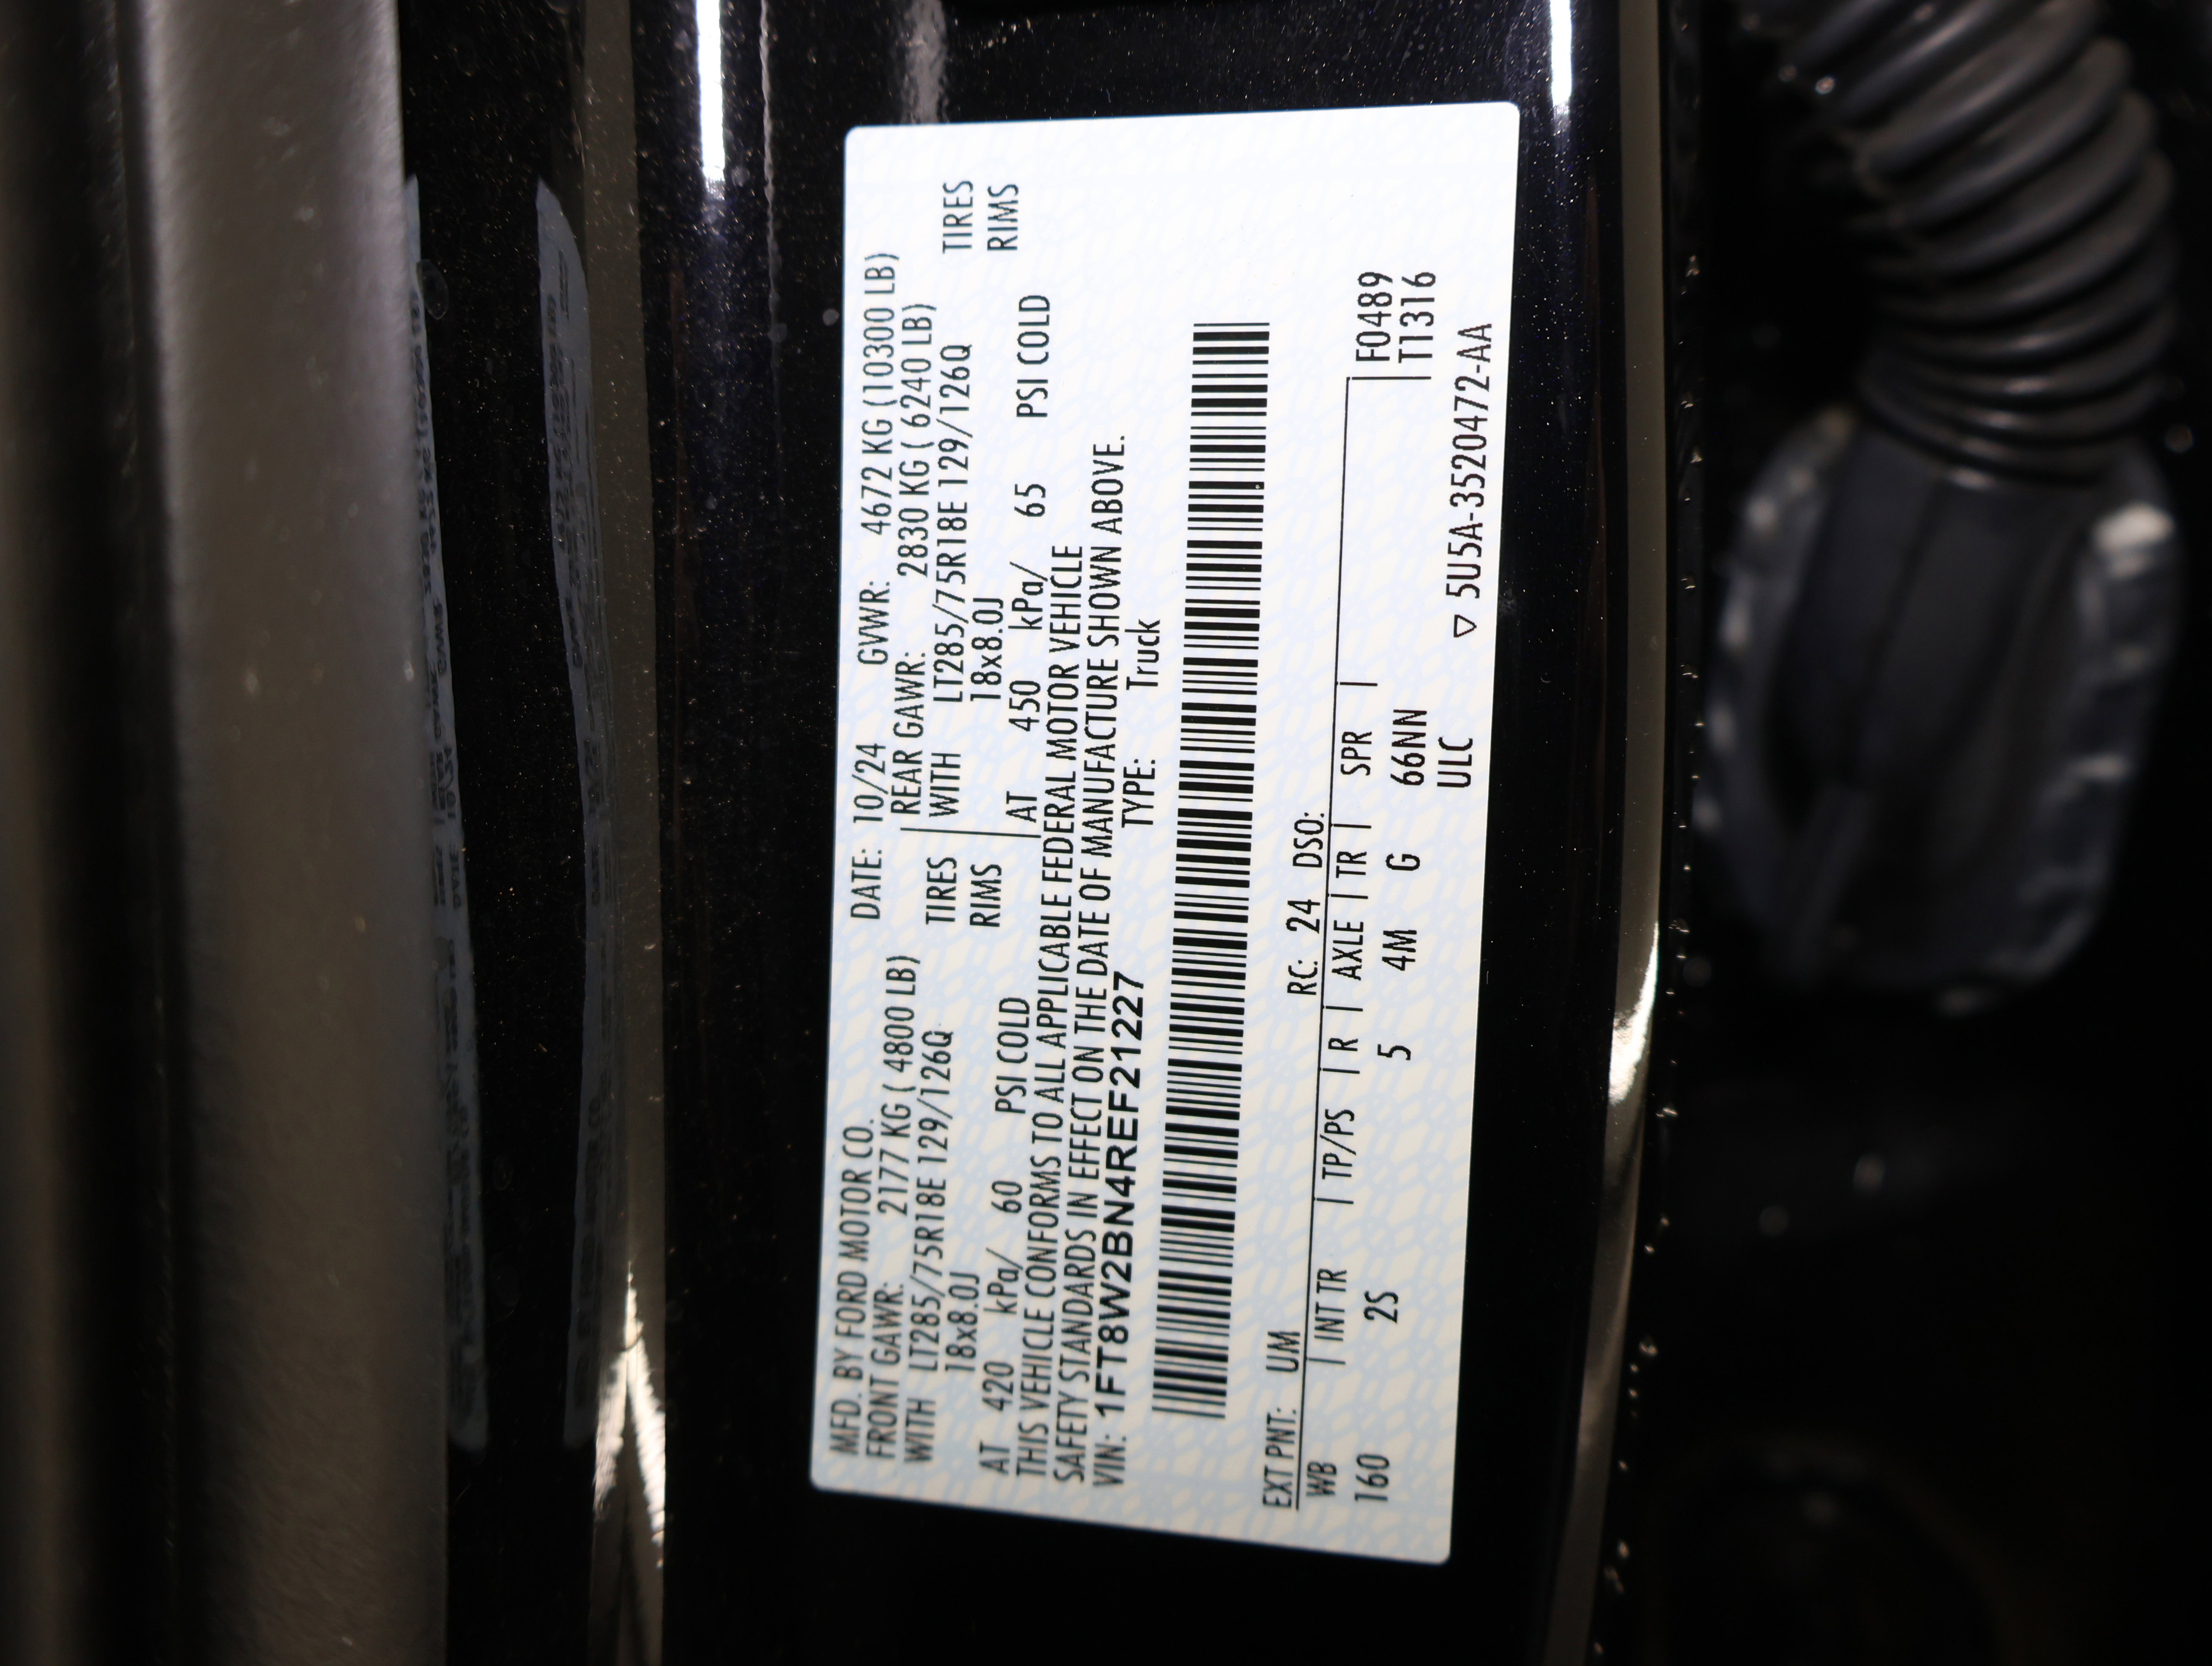 MFD. BY FORD MOTOR CO. DATE: 10/24 GVWR: 4672 KG (10300 LB)
FRONT GAWR: 2177 KG ( 4800 LB) REAR GAWR: 2830 KG ( 6240 LB)
WITH LT285/75R18E 129/126Q TIRES WITH LT285/75R18E 129/126Q TIRES
18x8.0J RIMS 18x8.0J RIMS
AT 420 kPa/ 60 PSI COLD AT 450 kPa/ 65 PSI COLD
THIS VEHICLE CONFORMS TO ALL APPLICABLE FEDERAL MOTOR VEHICLE
SAFETY STANDARDS IN EFFECT ON THE DATE OF MANUFACTURE SHOWN ABOVE.
VIN: 1FT8W2BN4REF21227 TYPE: Truck
EXT PNT: UM RC: 24 DSO:
WB | INT TR | TP/PS | R | AXLE | TR | SPR | F0489
160 2S 5 4M G 66NN T1316
ULC ▽ 5U5A-3520472-AA